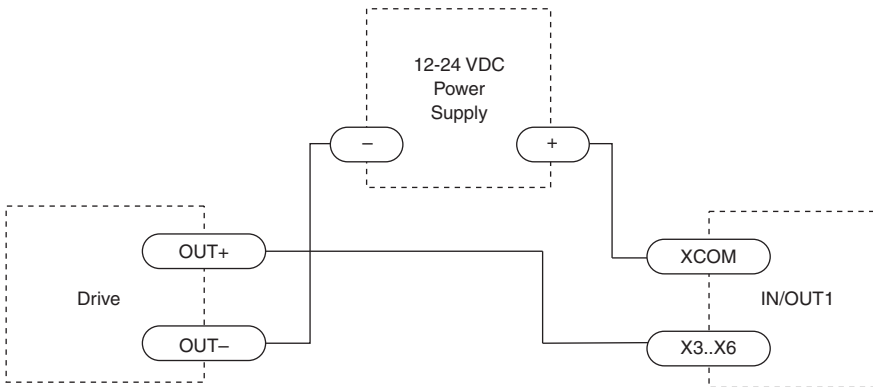 12-24 VDC
Power
Supply
–
+
OUT+
XCOM
Drive
IN/OUT1
OUT–
X3..X6